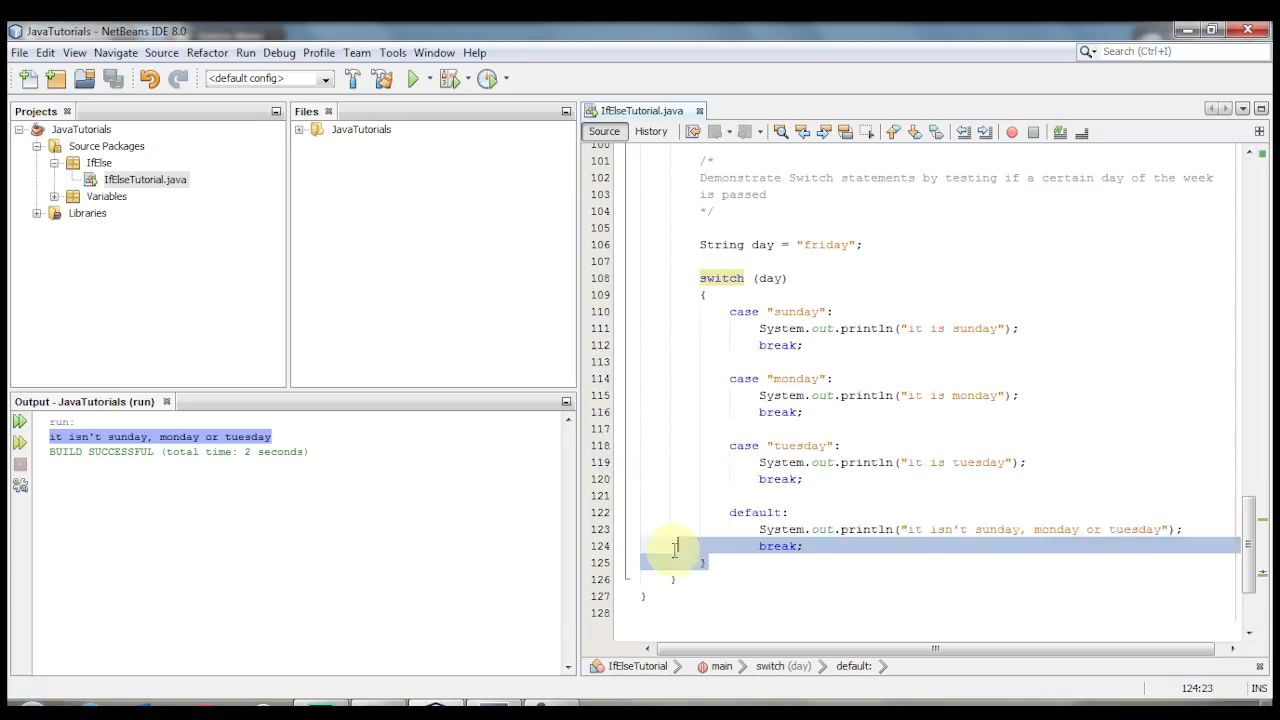 JavaTutorials - NetBeans IDE 8.0
File Edit View Navigate Source Refactor Run Debug Profile Team Tools Window Help
Search (Ctrl+I)
<default config>
Projects
Files
IfElseTutorial.java
JavaTutorials
Source Packages
IfElse
IfElseTutorial.java
Variables
Libraries
JavaTutorials
Source History
100
101 /*
102 Demonstrate Switch statements by testing if a certain day of the week
103 is passed
104 */
105
106 String day = "friday";
107
108 switch (day)
109 {
110 case "sunday":
111 System.out.println("it is sunday");
112 break;
113
114 case "monday":
115 System.out.println("it is monday");
116 break;
117
118 case "tuesday":
119 System.out.println("it is tuesday");
120 break;
121
122 default:
123 System.out.println("it isn't sunday, monday or tuesday");
124 break;
125 }
126 }
127 }
128
Output - JavaTutorials (run)
run:
it isn't sunday, monday or tuesday
BUILD SUCCESSFUL (total time: 2 seconds)
IfElseTutorial main switch (day) default:
124:23 INS